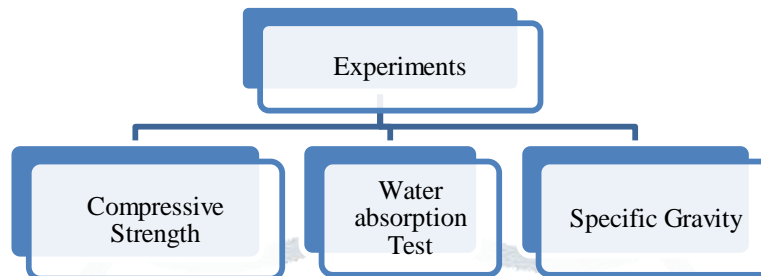 Experiments
Compressive
Strength
Water
absorption
Test
Specific Gravity